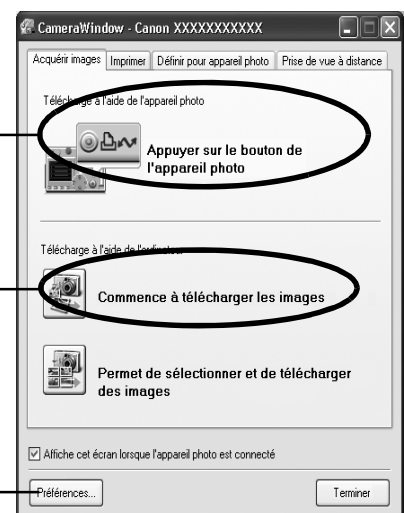 CameraWindow - Canon XXXXXXXXXXX
Acquérir images
Imprimer
Définir pour appareil photo
Prise de vue à distance
Télécharge à l'aide de l'appareil photo
Appuyer sur le bouton de
l'appareil photo
Télécharge à l'aide de l'ordinateur
Commence à télécharger les images
Permet de sélectionner et de télécharger
des images
Affiche cet écran lorsque l'appareil photo est connecté
Préférences...
Terminer